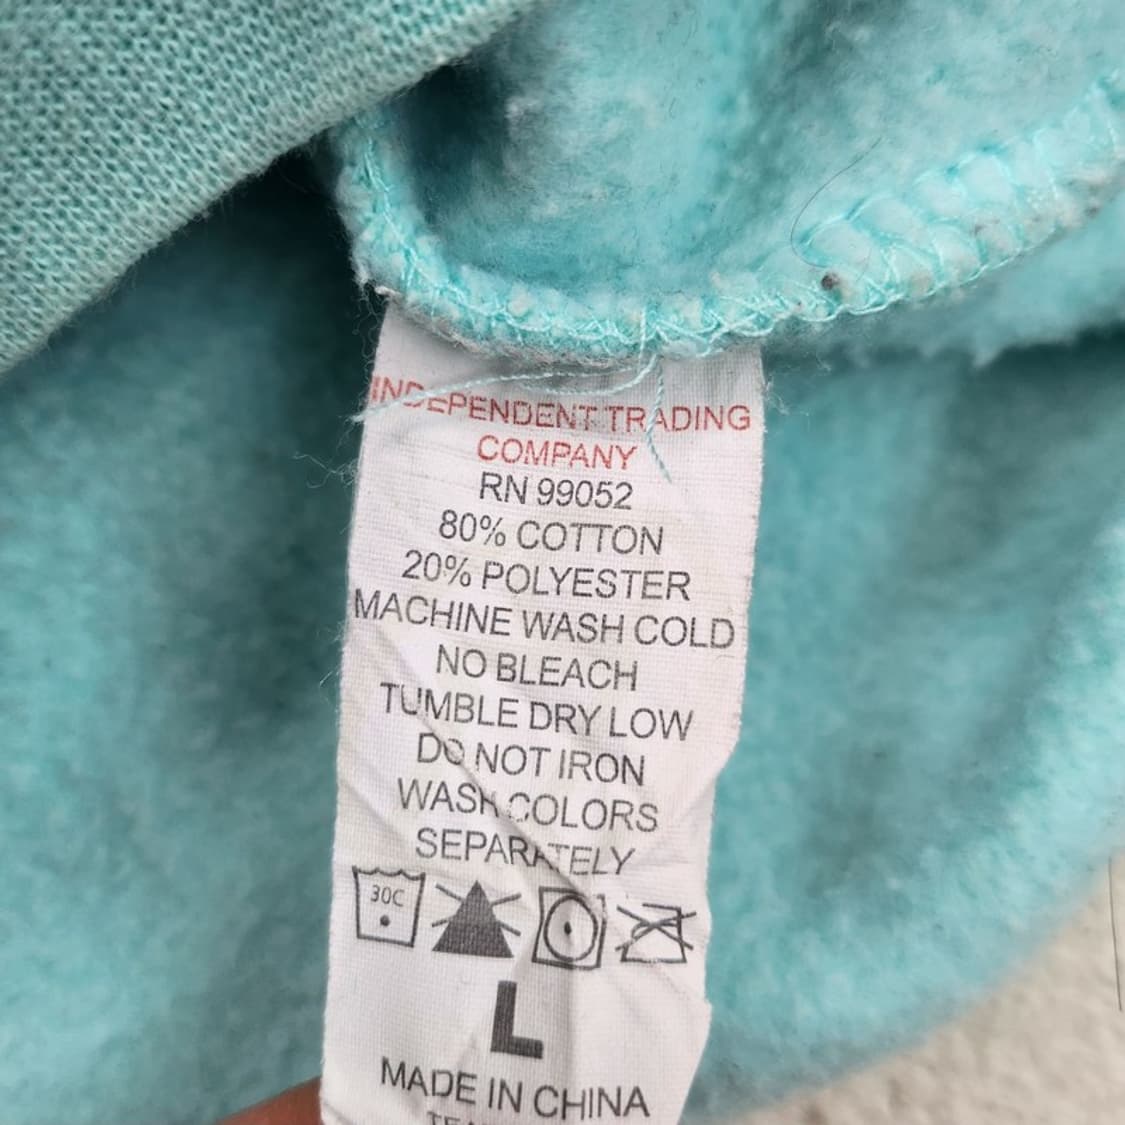 INDEPENDENT TRADING
COMPANY
RN 99052
80% COTTON
20% POLYESTER
MACHINE WASH COLD
NO BLEACH
TUMBLE DRY LOW
DO NOT IRON
WASH COLORS
SEPARATELY
30C
L
MADE IN CHINA